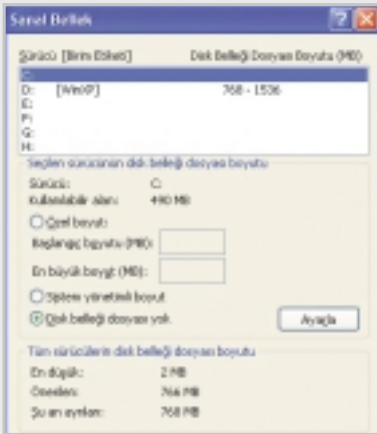 Sanal Bellek
Sürücü [Birim Etiketi] Disk Belleği Dosyası Boyutu (MB)
C:
D: [WinXP] 768 - 1536
E:
F:
G:
H:
Seçilen sürücünün disk belleği dosyası boyutu
Sürücü: C:
Kullanılabilir alan: 490 MB
Özel boyut:
Başlangıç boyutu (MB):
En büyük boyut (MB):
Sistem yönetimli boyut
Disk belleği dosyası yok
Ayarla
Tüm sürücülerin disk belleği dosyası boyutu
En düşük: 2 MB
Önerilen: 766 MB
Şu an ayrılan: 768 MB